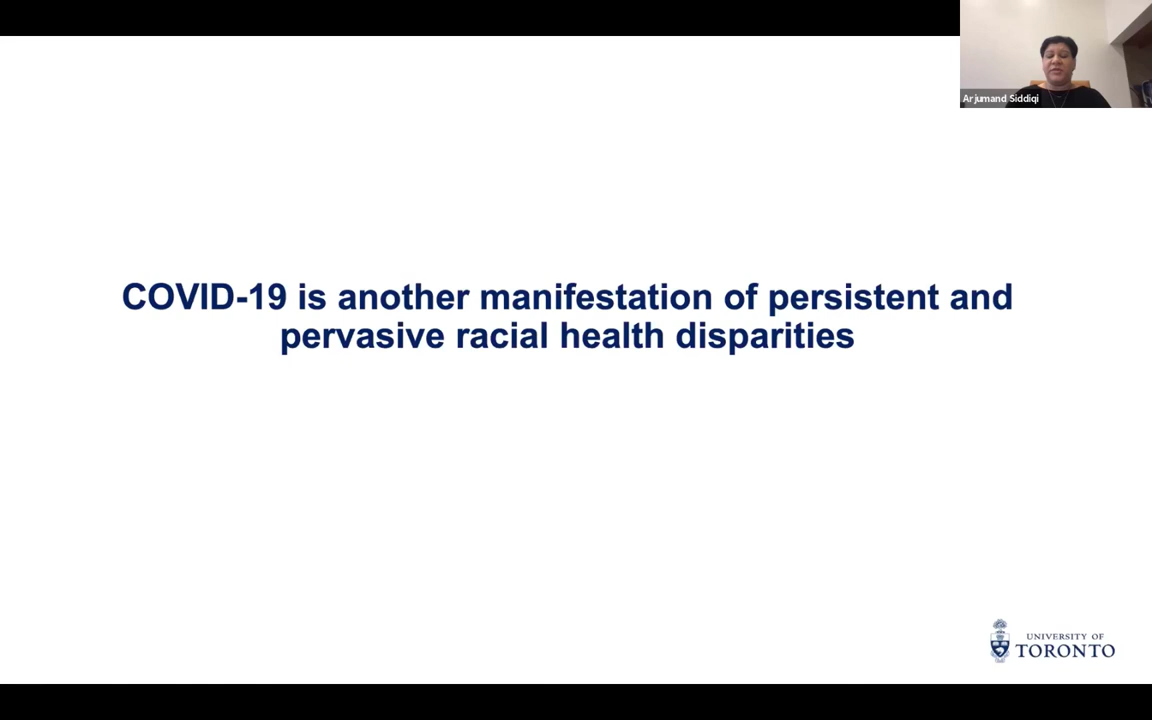 Arjumand Siddiqi
COVID-19 is another manifestation of persistent and
pervasive racial health disparities
UNIVERSITY OF
TORONTO